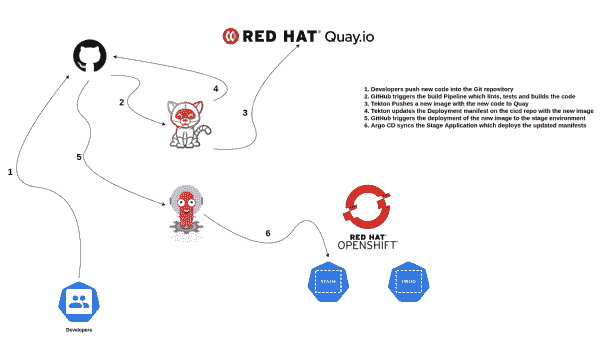 RED HAT Quay.io
4
2
3
1. Developers push new code into the Git repository
2. GitHub triggers the build Pipeline which lints, tests and builds the code
3. Tekton Pushes a new image with the new code to Quay
4. Tekton updates the Deployment manifest on the cicd repo with the new image
5. GitHub triggers the deployment of the new image to the stage environment
6. Argo CD syncs the Stage Application which deploys the updated manifests
5
1
6
RED HAT
OPENSHIFT
Developers